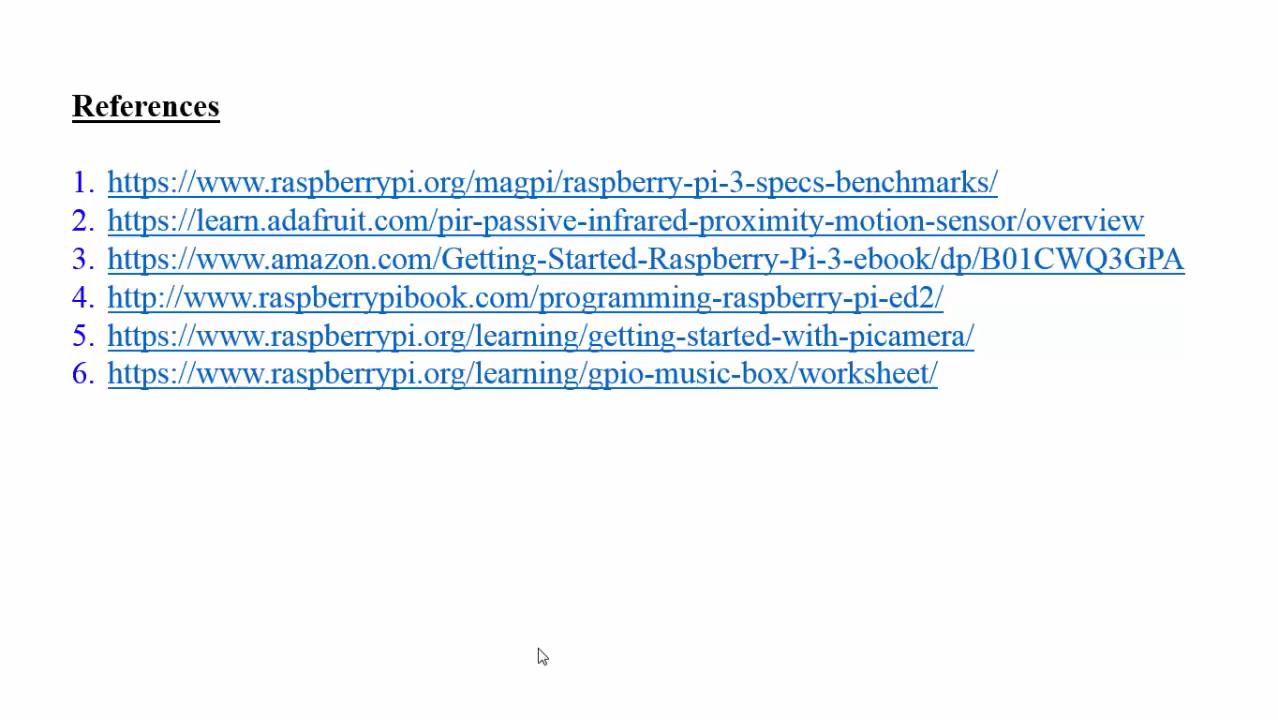 References
1. https://www.raspberrypi.org/magpi/raspberry-pi-3-specs-benchmarks/
2. https://learn.adafruit.com/pir-passive-infrared-proximity-motion-sensor/overview
3. https://www.amazon.com/Getting-Started-Raspberry-Pi-3-ebook/dp/B01CWQ3GPA
4. http://www.raspberrypibook.com/programming-raspberry-pi-ed2/
5. https://www.raspberrypi.org/learning/getting-started-with-picamera/
6. https://www.raspberrypi.org/learning/gpio-music-box/worksheet/